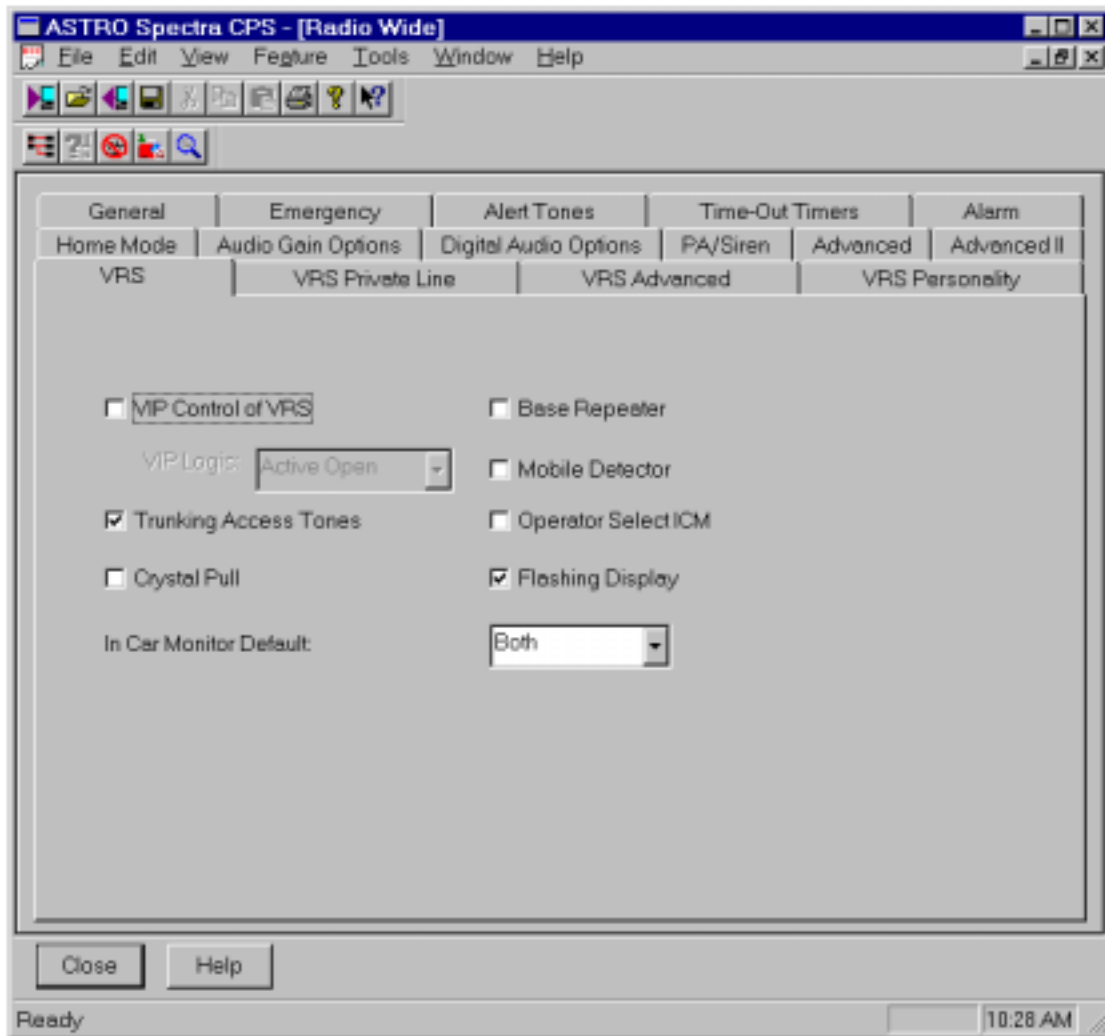 ASTRO Spectra CPS - [Radio Wide]
File Edit View Feature Tools Window Help
General Emergency Alert Tones Time-Out Timers Alarm
Home Mode Audio Gain Options Digital Audio Options PA/Siren Advanced Advanced II
VRS VRS Private Line VRS Advanced VRS Personality
VIP Control of VRS Base Repeater
VIP Logic: Active Open Mobile Detector
Trunking Access Tones Operator Select ICM
Crystal Pull Flashing Display
In Car Monitor Default: Both
Close Help
Ready 10:28 AM